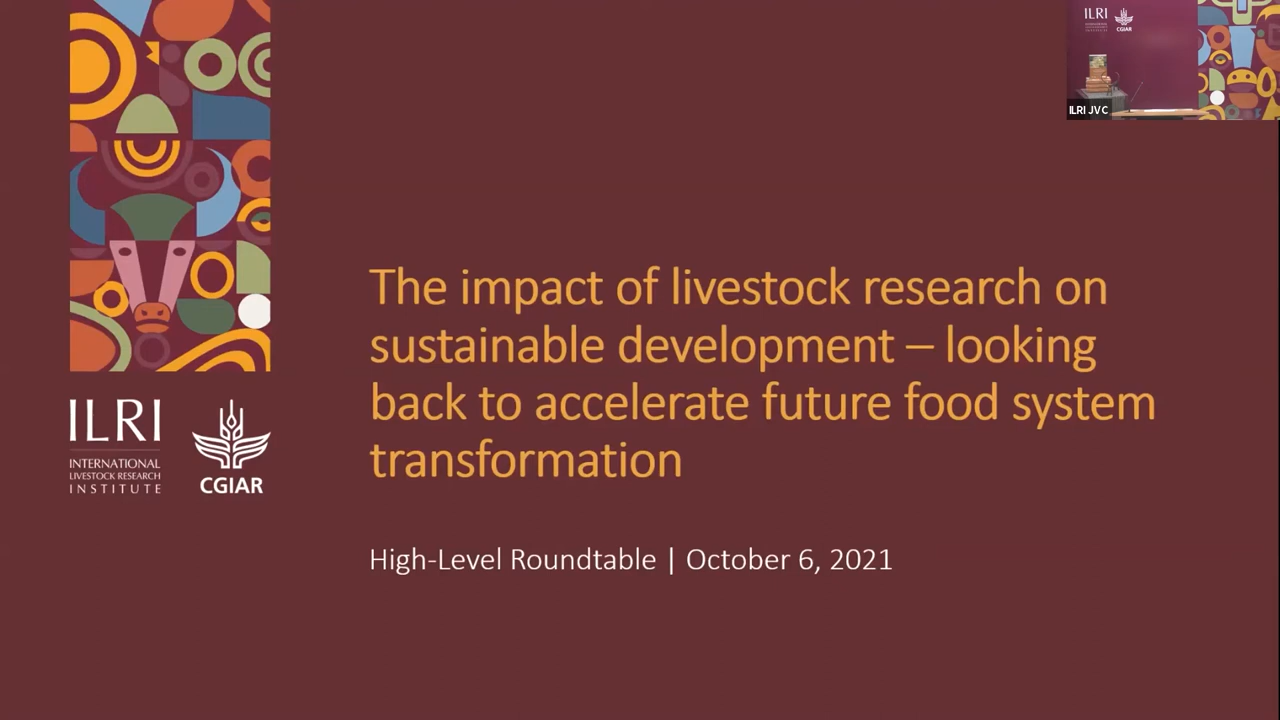 The impact of livestock research on
sustainable development – looking
back to accelerate future food system
transformation
High-Level Roundtable | October 6, 2021
ILRI
INTERNATIONAL
LIVESTOCK RESEARCH
INSTITUTE
CGIAR
ILRI
CGIAR
ILRI JVC